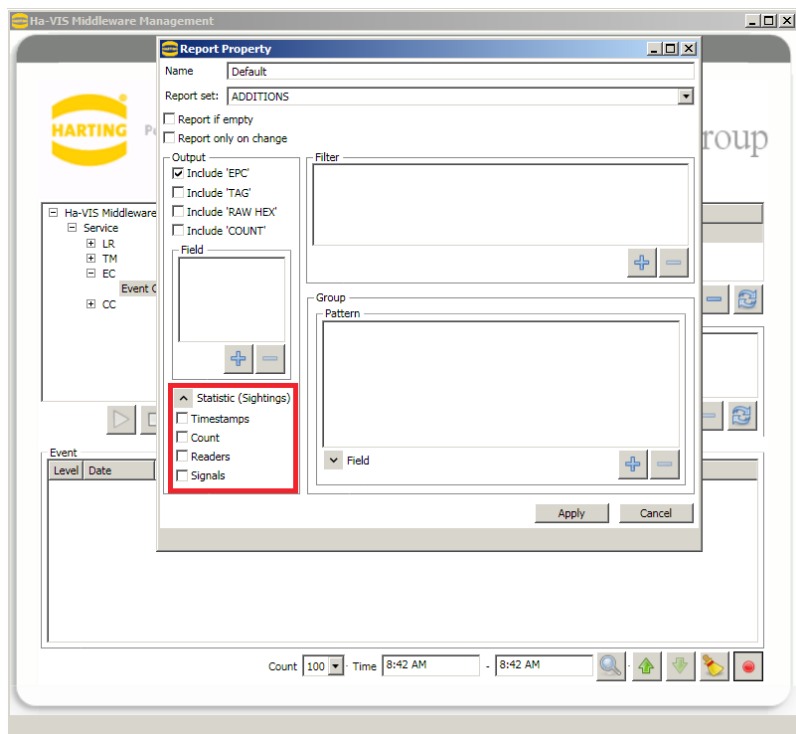 Ha-VIS Middleware Management
Report Property
Name Default
Report set: ADDITIONS
Report if empty
Report only on change
Output
Include 'EPC'
Include 'TAG'
Include 'RAW HEX'
Include 'COUNT'
Field
Statistic (Sightings)
Timestamps
Count
Readers
Signals
Filter
Group
Pattern
Field
Apply Cancel
HARTING
roup
Ha-VIS Middleware
Service
LR
TM
EC
Event
CC
Event
Level Date
Count 100 Time 8:42 AM - 8:42 AM